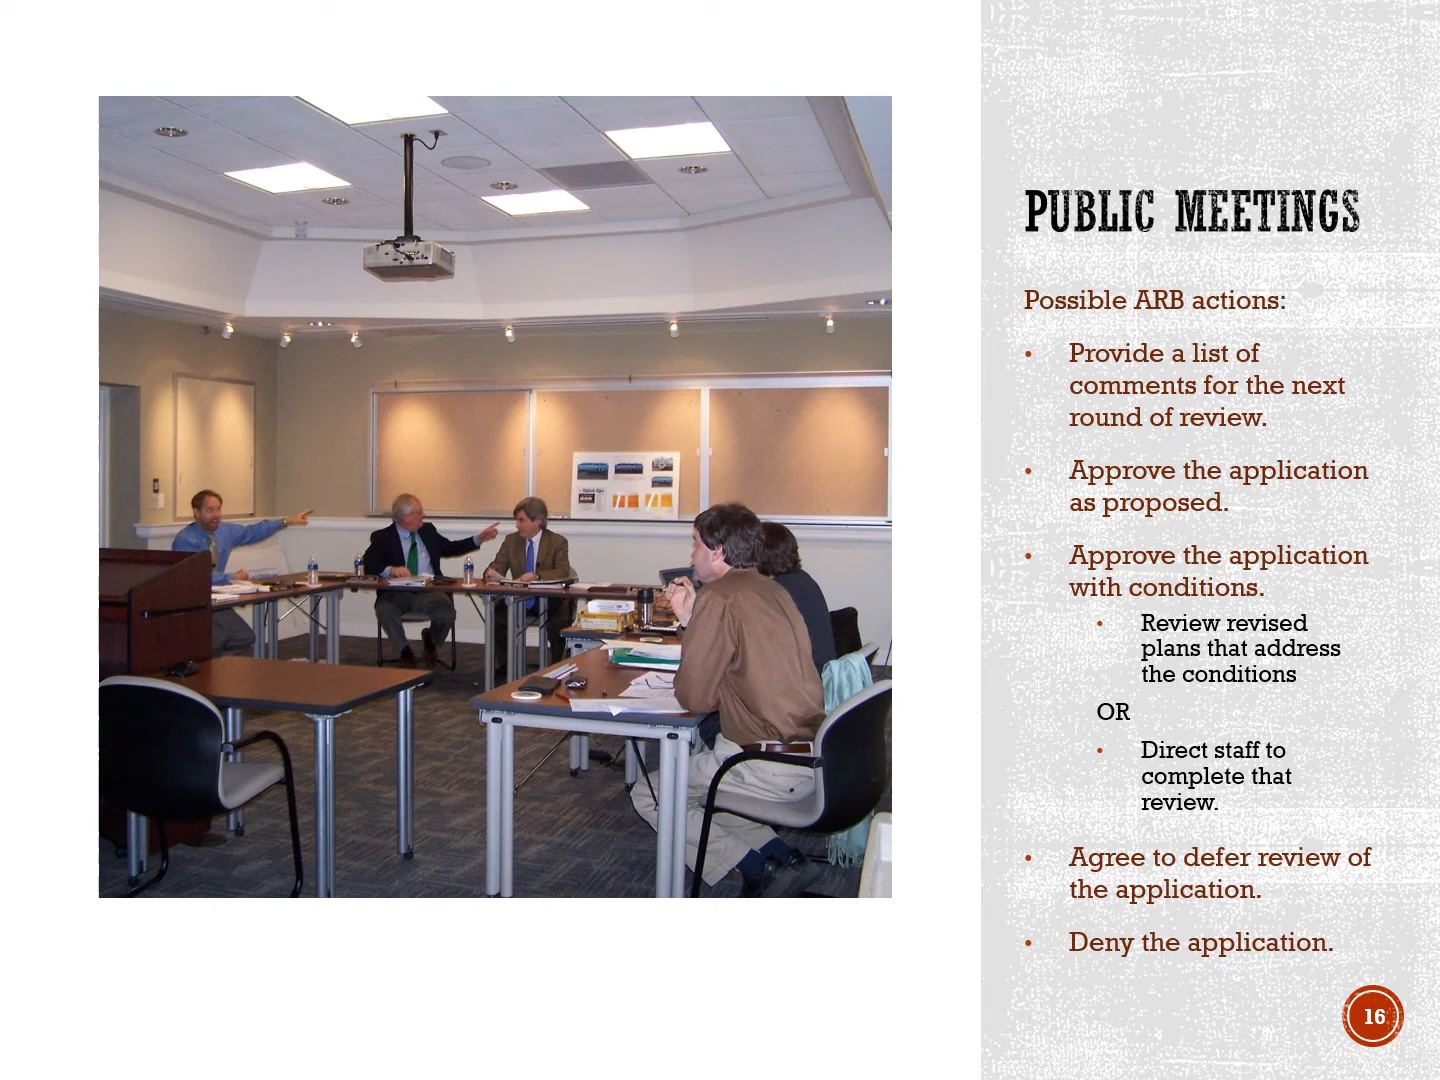 PUBLIC MEETINGS
Possible ARB actions:
• Provide a list of
comments for the next
round of review.
• Approve the application
as proposed.
• Approve the application
with conditions.
• Review revised
plans that address
the conditions
OR
• Direct staff to
complete that
review.
• Agree to defer review of
the application.
• Deny the application.
16